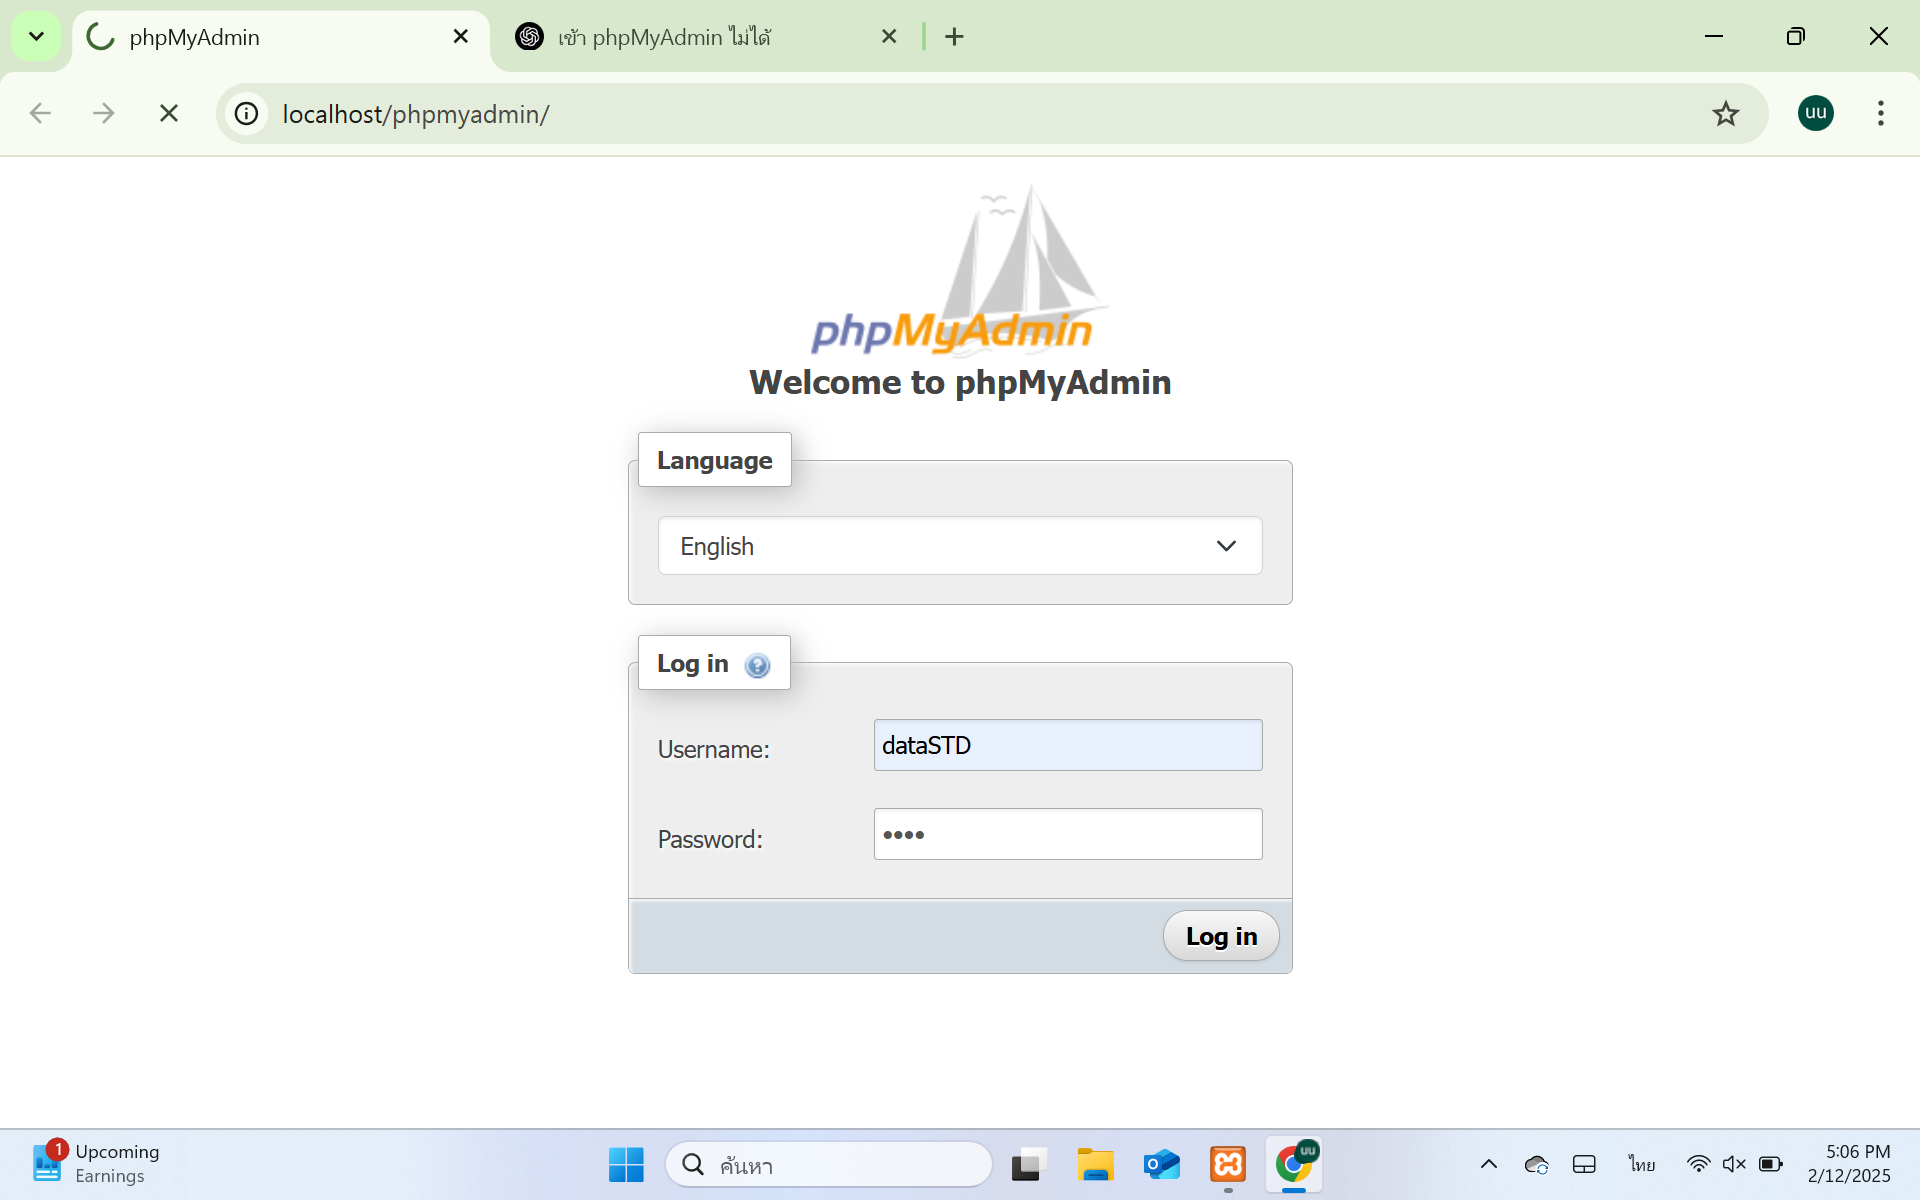 phpMyAdmin
เข้า phpMyAdmin ไม่ได้
localhost/phpmyadmin/
uu
phpMyAdmin
Welcome to phpMyAdmin
Language
English
Log in
Username:
dataSTD
Password:
••••
Log in
1
Upcoming
Earnings
ค้นหา
uu
ไทย
5:06 PM
2/12/2025